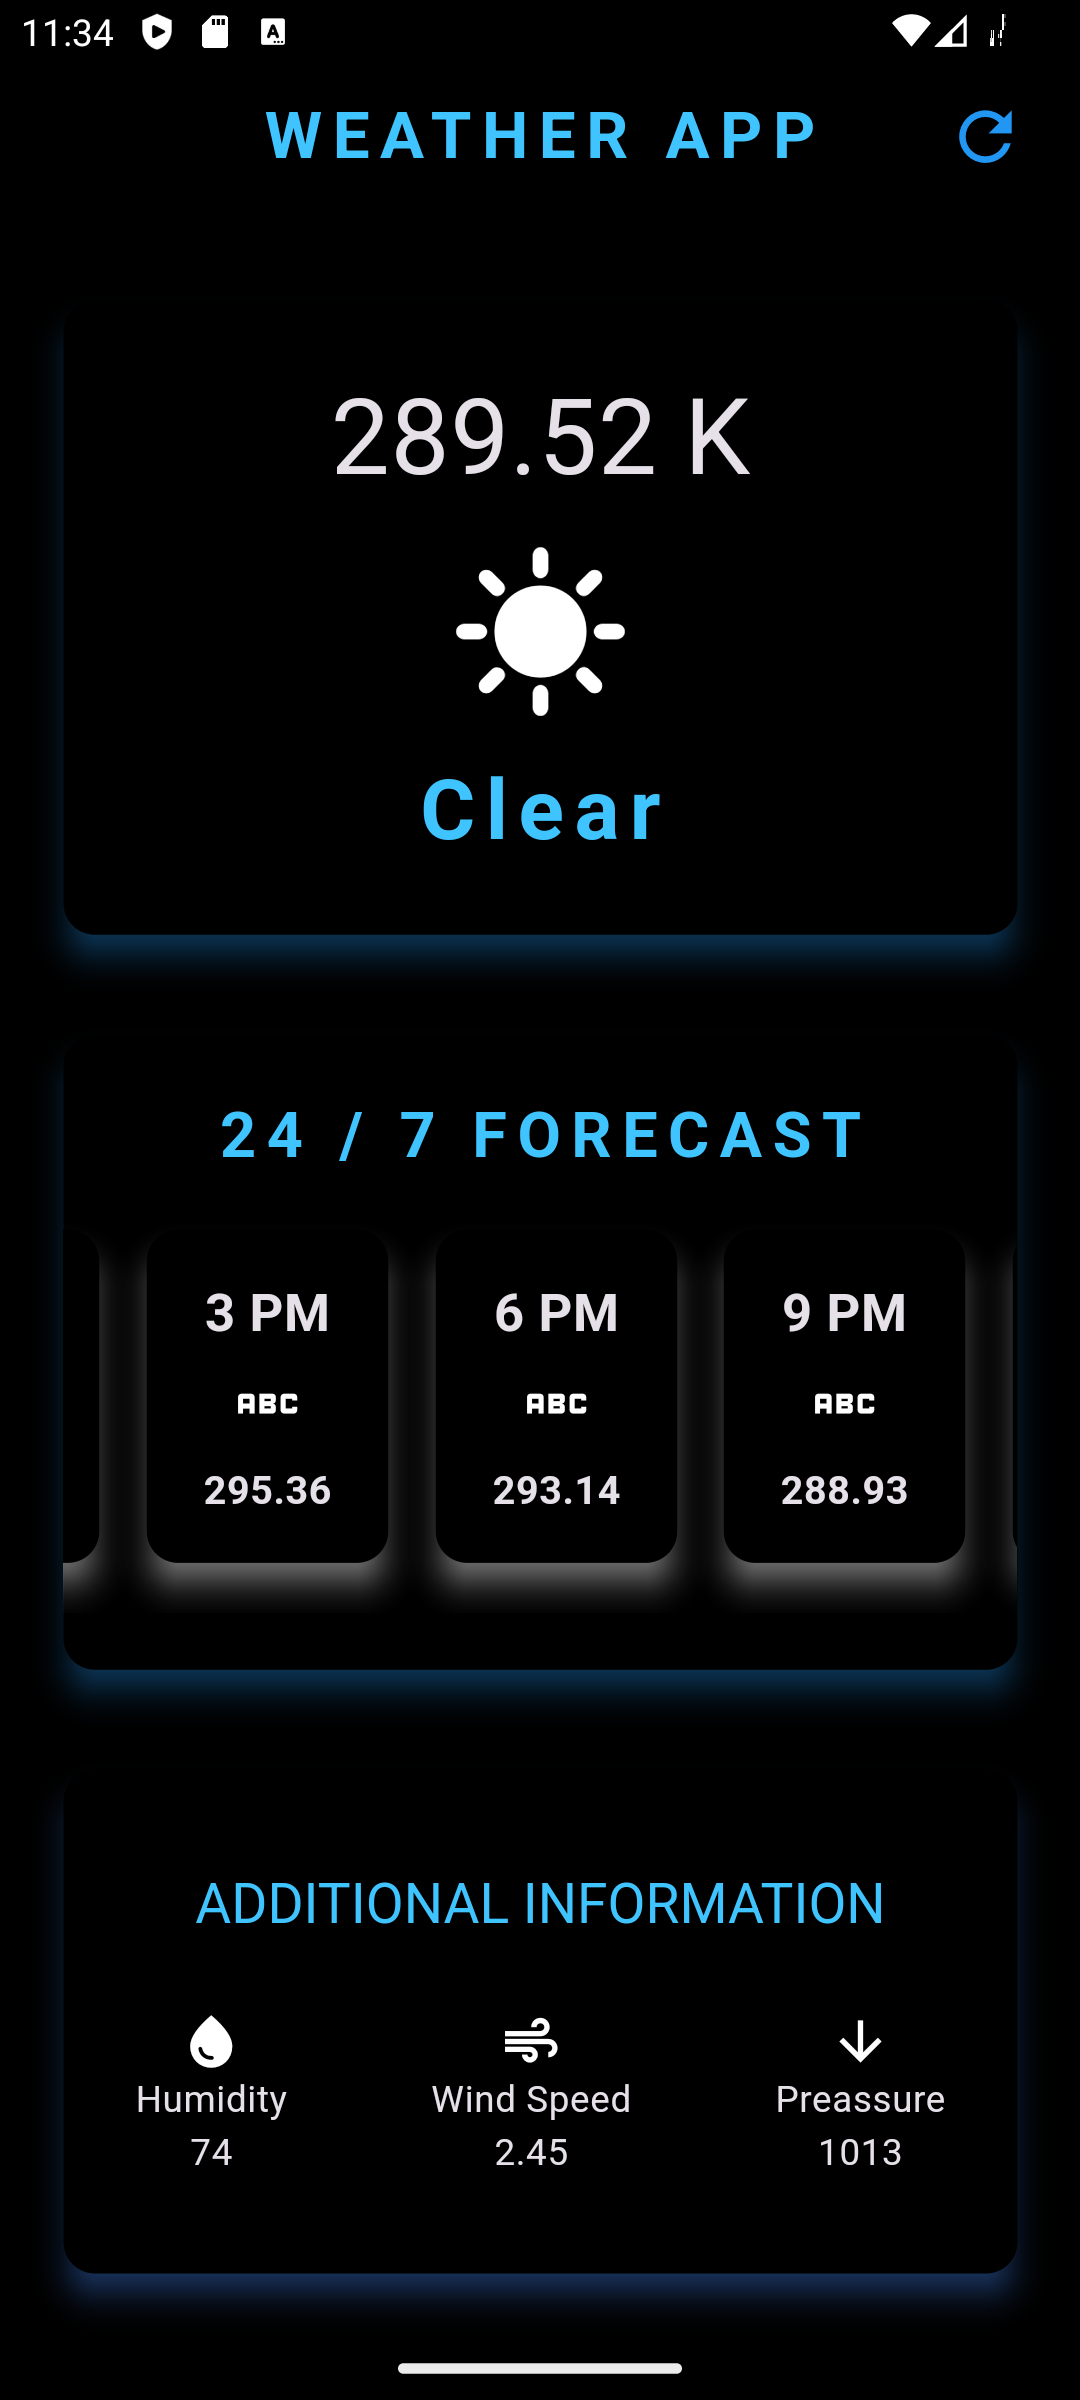 11:34
WEATHER APP
289.52 K
Clear
24 / 7 FORECAST
3 PM 6 PM 9 PM
ABC ABC ABC
295.36 293.14 288.93
ADDITIONAL INFORMATION
Humidity Wind Speed Preassure
74 2.45 1013